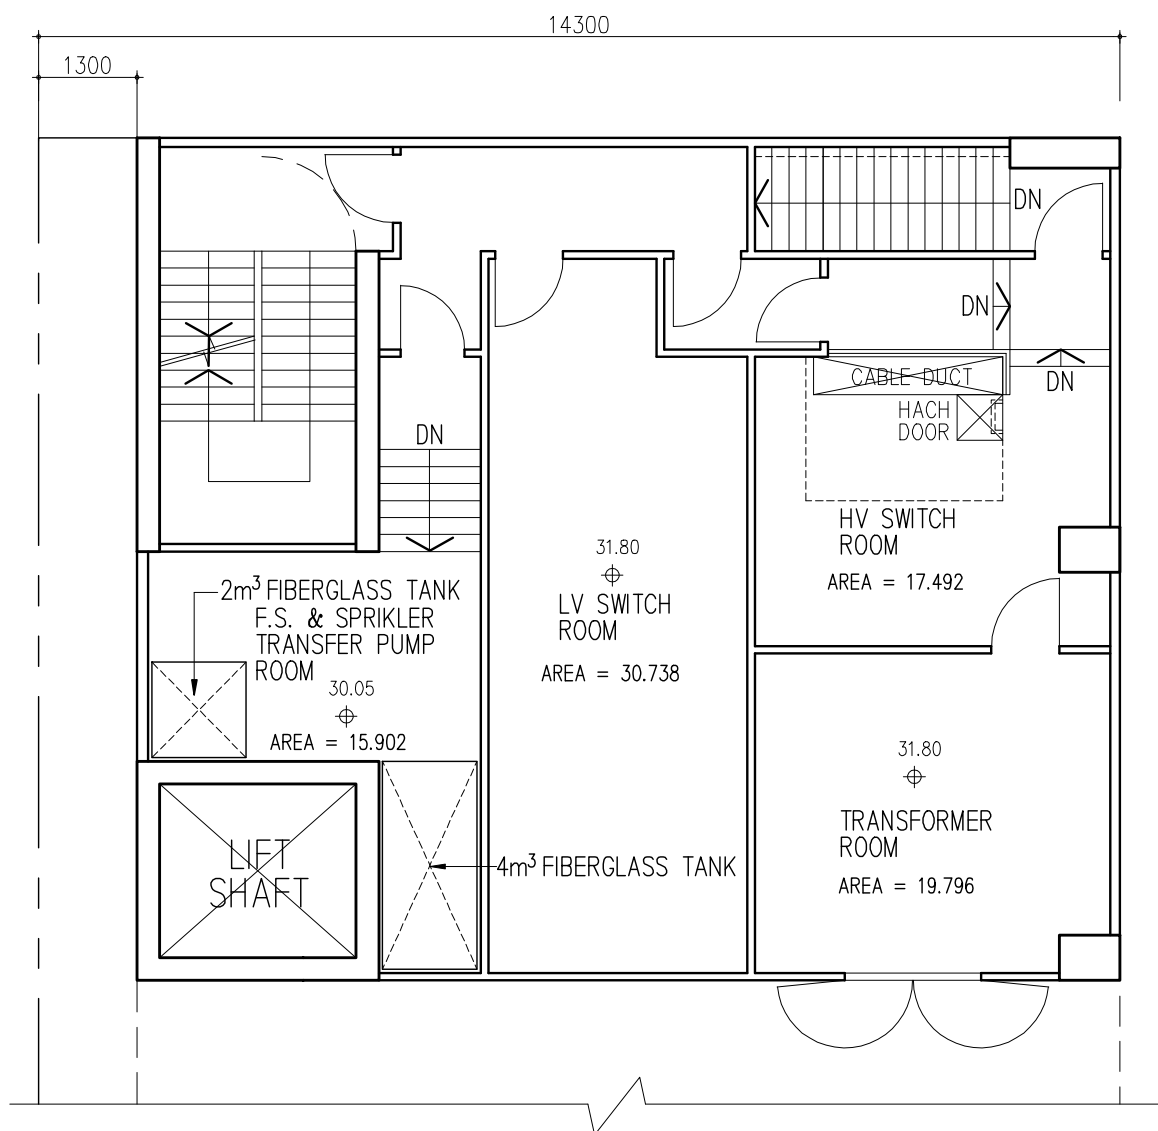 14300
1300
DN
DN
DN
CABLE DUCT
HACH
DOOR
DN
HV SWITCH
ROOM
AREA = 17.492
31.80
LV SWITCH
ROOM
AREA = 30.738
2m³ FIBERGLASS TANK
F.S. & SPRIKLER
TRANSFER PUMP
ROOM
30.05
AREA = 15.902
31.80
TRANSFORMER
ROOM
AREA = 19.796
LIFT
SHAFT
4m³ FIBERGLASS TANK